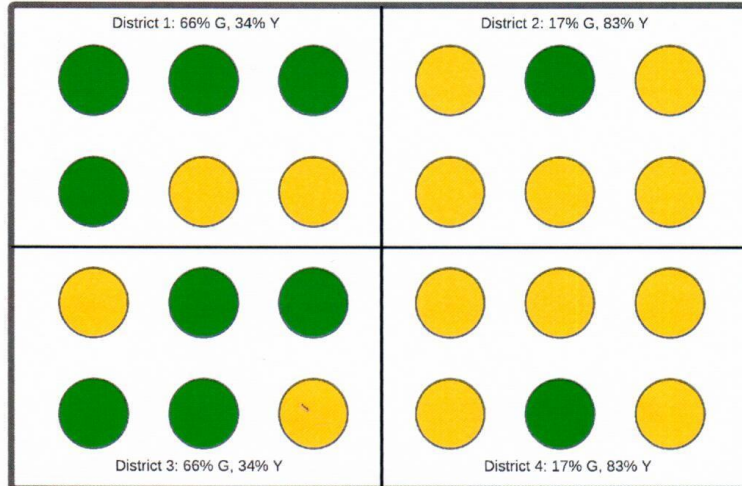 District 1: 66% G, 34% Y
District 2: 17% G, 83% Y
District 3: 66% G, 34% Y
District 4: 17% G, 83% Y